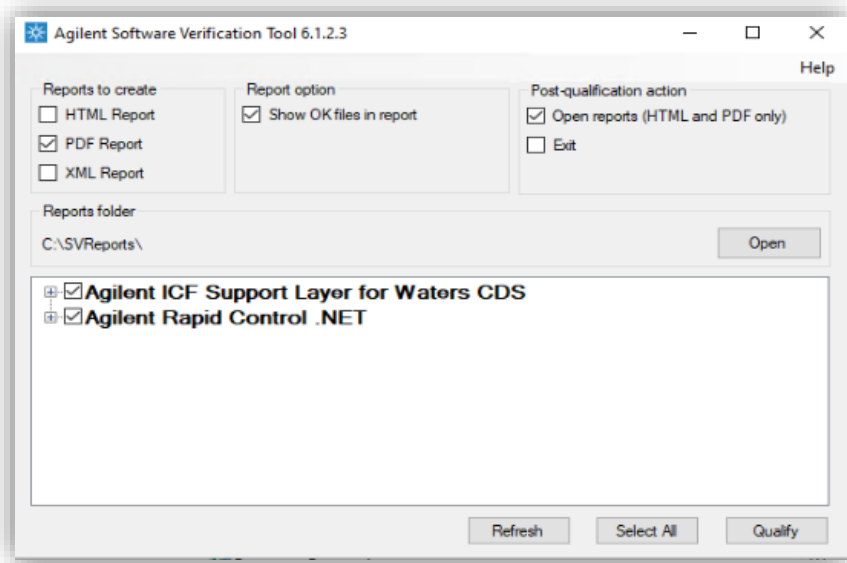 Agilent Software Verification Tool 6.1.2.3
Help
Reports to create
HTML Report
PDF Report
XML Report
Report option
Show OK files in report
Post-qualification action
Open reports (HTML and PDF only)
Exit
Reports folder
C:\SVReports\
Open
Agilent ICF Support Layer for Waters CDS
Agilent Rapid Control .NET
Refresh
Select All
Qualify